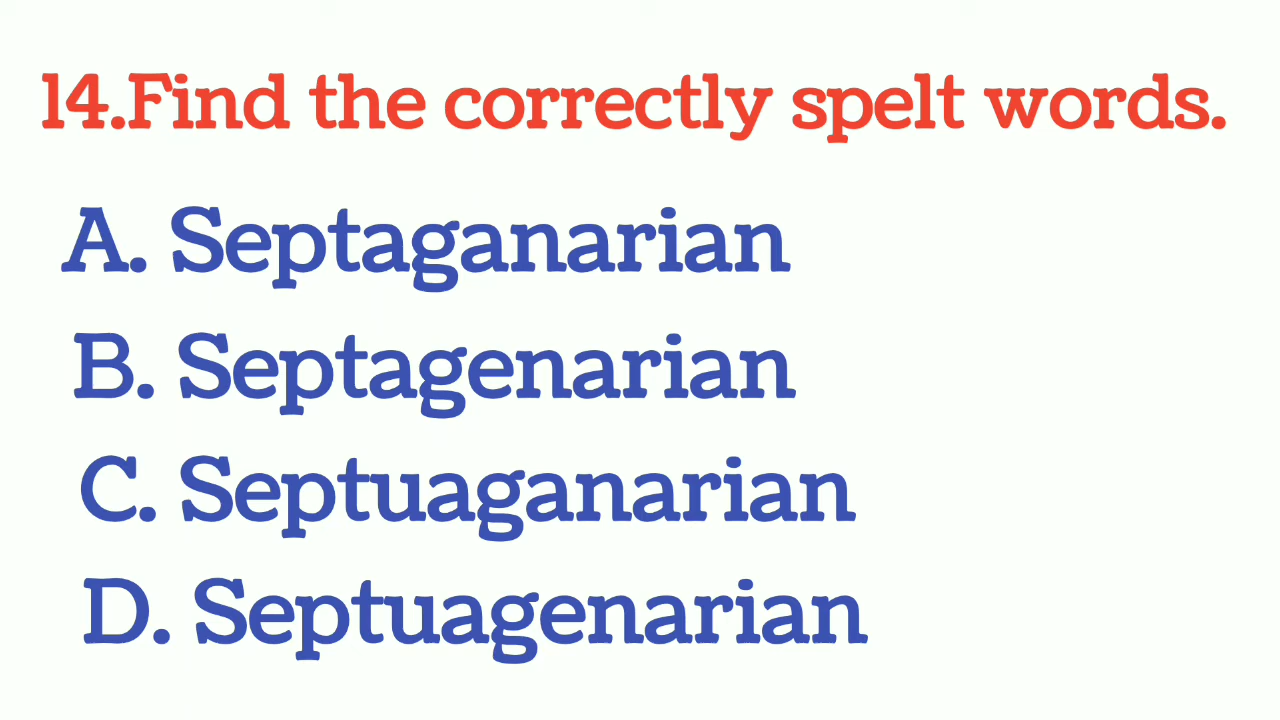 14.Find the correctly spelt words.
A. Septaganarian
B. Septagenarian
C. Septuaganarian
D. Septuagenarian